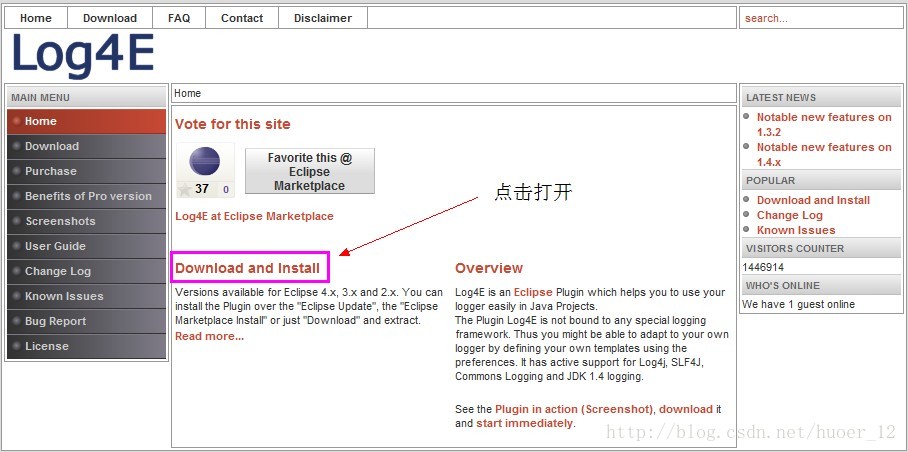 Home Download FAQ Contact Disclaimer
search...
Log4E
MAIN MENU
Home
Download
Purchase
Benefits of Pro version
Screenshots
User Guide
Change Log
Known Issues
Bug Report
License
Home
Vote for this site
37 0
Favorite this @
Eclipse
Marketplace
Log4E at Eclipse Marketplace
点击打开
Download and Install
Versions available for Eclipse 4.x, 3.x and 2.x. You can
install the Plugin over the "Eclipse Update", the "Eclipse
Marketplace Install" or just "Download" and extract.
Read more...
Overview
Log4E is an Eclipse Plugin which helps you to use your
logger easily in Java Projects.
The Plugin Log4E is not bound to any special logging
framework. Thus you might be able to adapt to your own
logger by defining your own templates using the
preferences. It has active support for Log4j, SLF4J,
Commons Logging and JDK 1.4 logging.
See the Plugin in action (Screenshot), download it
and start immediately.
LATEST NEWS
Notable new features on
1.3.2
Notable new features on
1.4.x
POPULAR
Download and Install
Change Log
Known Issues
VISITORS COUNTER
1446914
WHO'S ONLINE
We have 1 guest online
http://blog.csdn.net/huoer_12